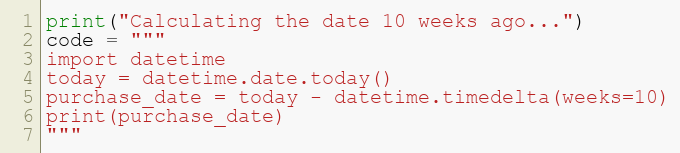 1 print("Calculating the date 10 weeks ago...")
2 code = """
3 import datetime
4 today = datetime.date.today()
5 purchase_date = today - datetime.timedelta(weeks=10)
6 print(purchase_date)
7 """